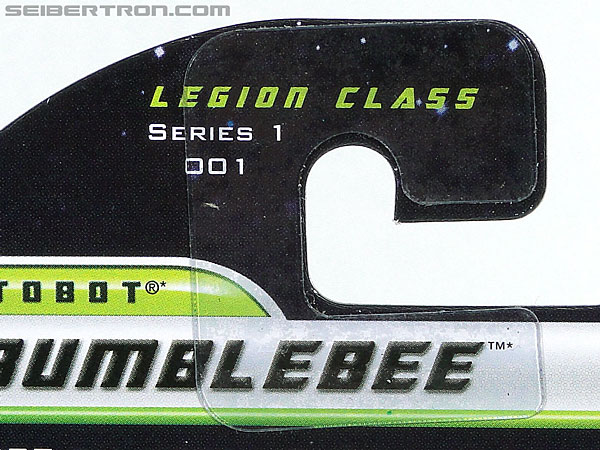 SEIBERTRON.COM
LEGION CLASS
SERIES 1
001
TOBOT®*
BUMBLEBEE™*